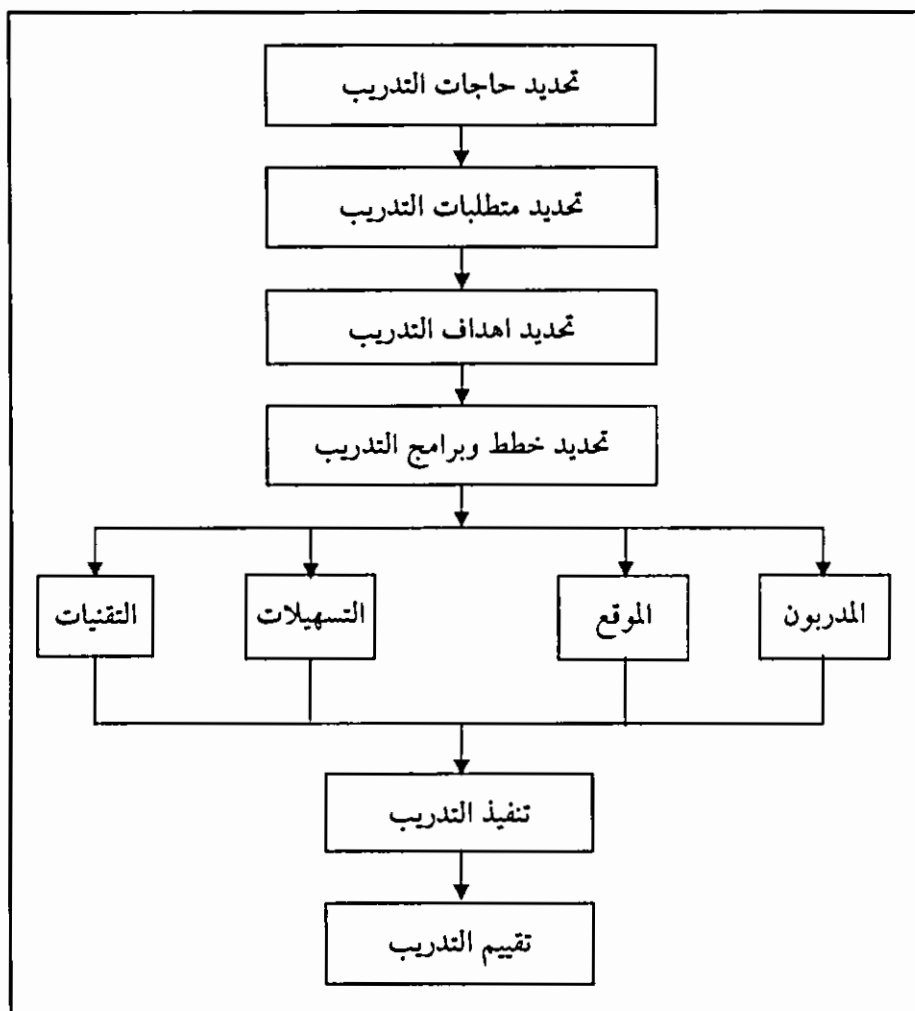 تحديد حاجات التدريب
تحديد متطلبات التدريب
تحديد اهداف التدريب
تحديد خطط وبرامج التدريب
المدربون
الموقع
التسهيلات
التقنيات
تنفيذ التدريب
تقييم التدريب